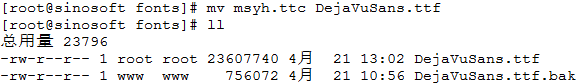 [root@sinosoft fonts]# mv msyh.ttc DejaVuSans.ttf
[root@sinosoft fonts]# ll
总用量 23796
-rw-r--r-- 1 root root 23607740 4月  21 13:02 DejaVuSans.ttf
-rw-r--r-- 1 www  www    756072 4月  21 10:56 DejaVuSans.ttf.bak